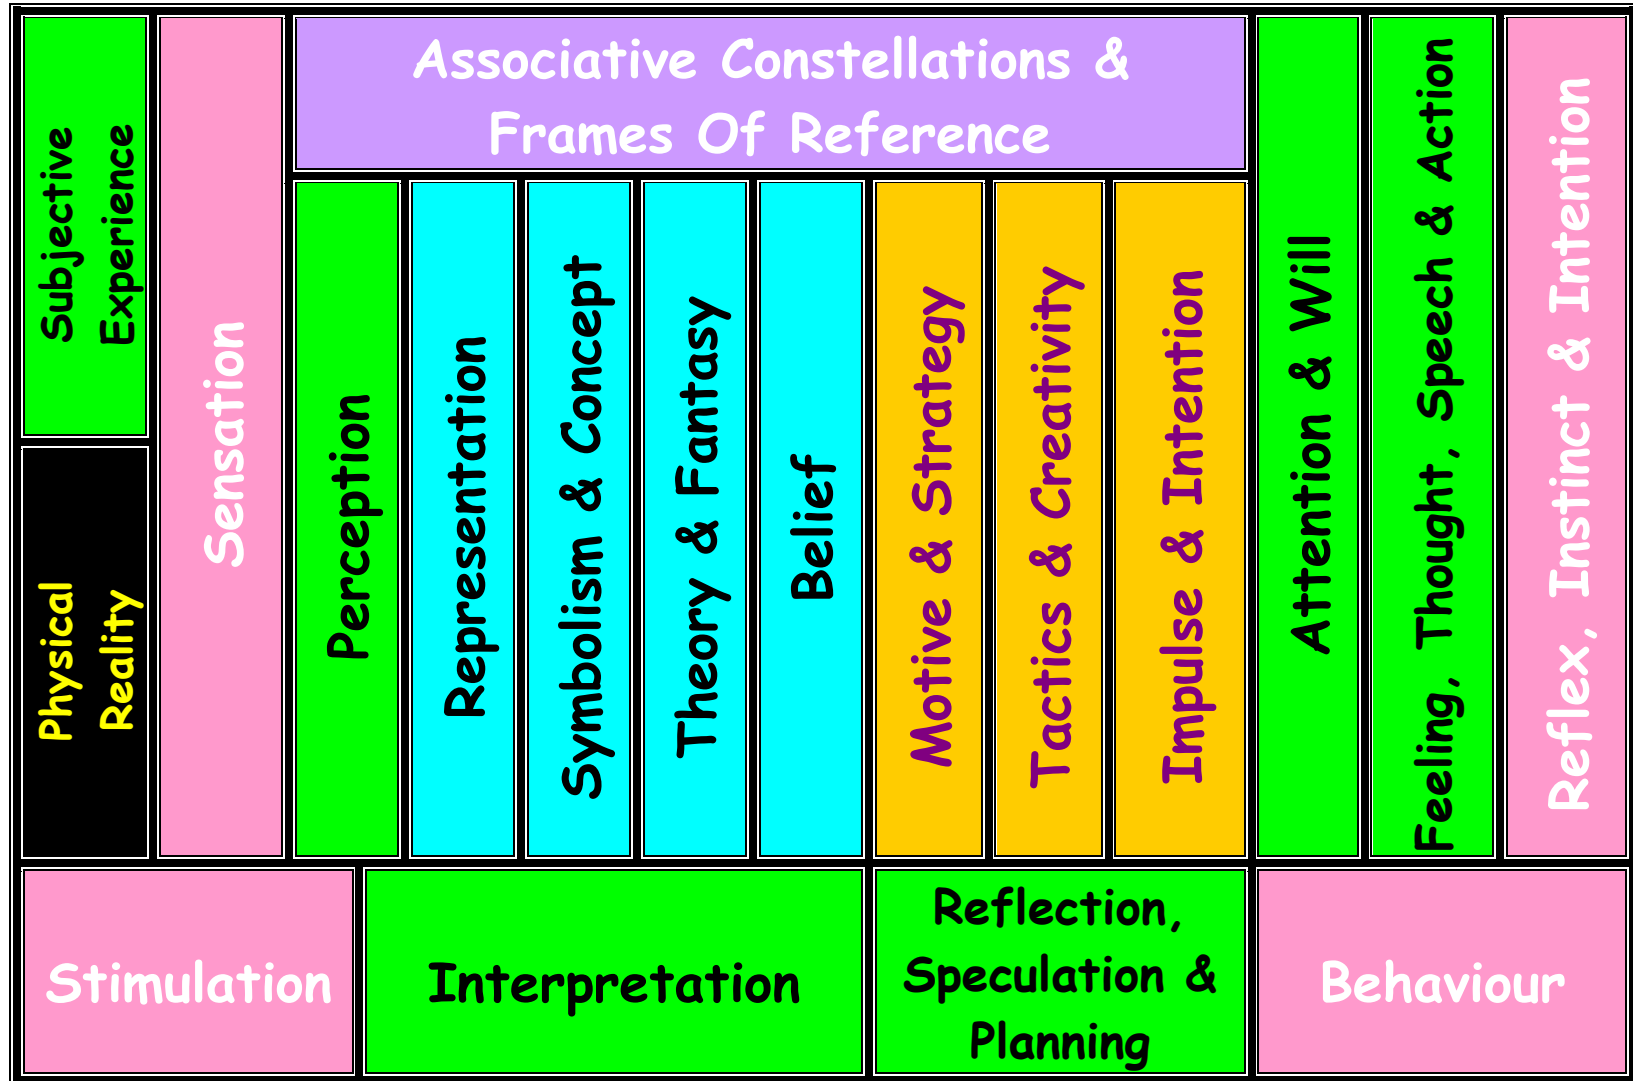 Subjective
Experience
Physical
Reality
Sensation
Associative Constellations &
Frames Of Reference
Perception
Representation
Symbolism & Concept
Theory & Fantasy
Belief
Motive & Strategy
Tactics & Creativity
Impulse & Intention
Attention & Will
Feeling, Thought, Speech & Action
Reflex, Instinct & Intention
Stimulation
Interpretation
Reflection,
Speculation &
Planning
Behaviour